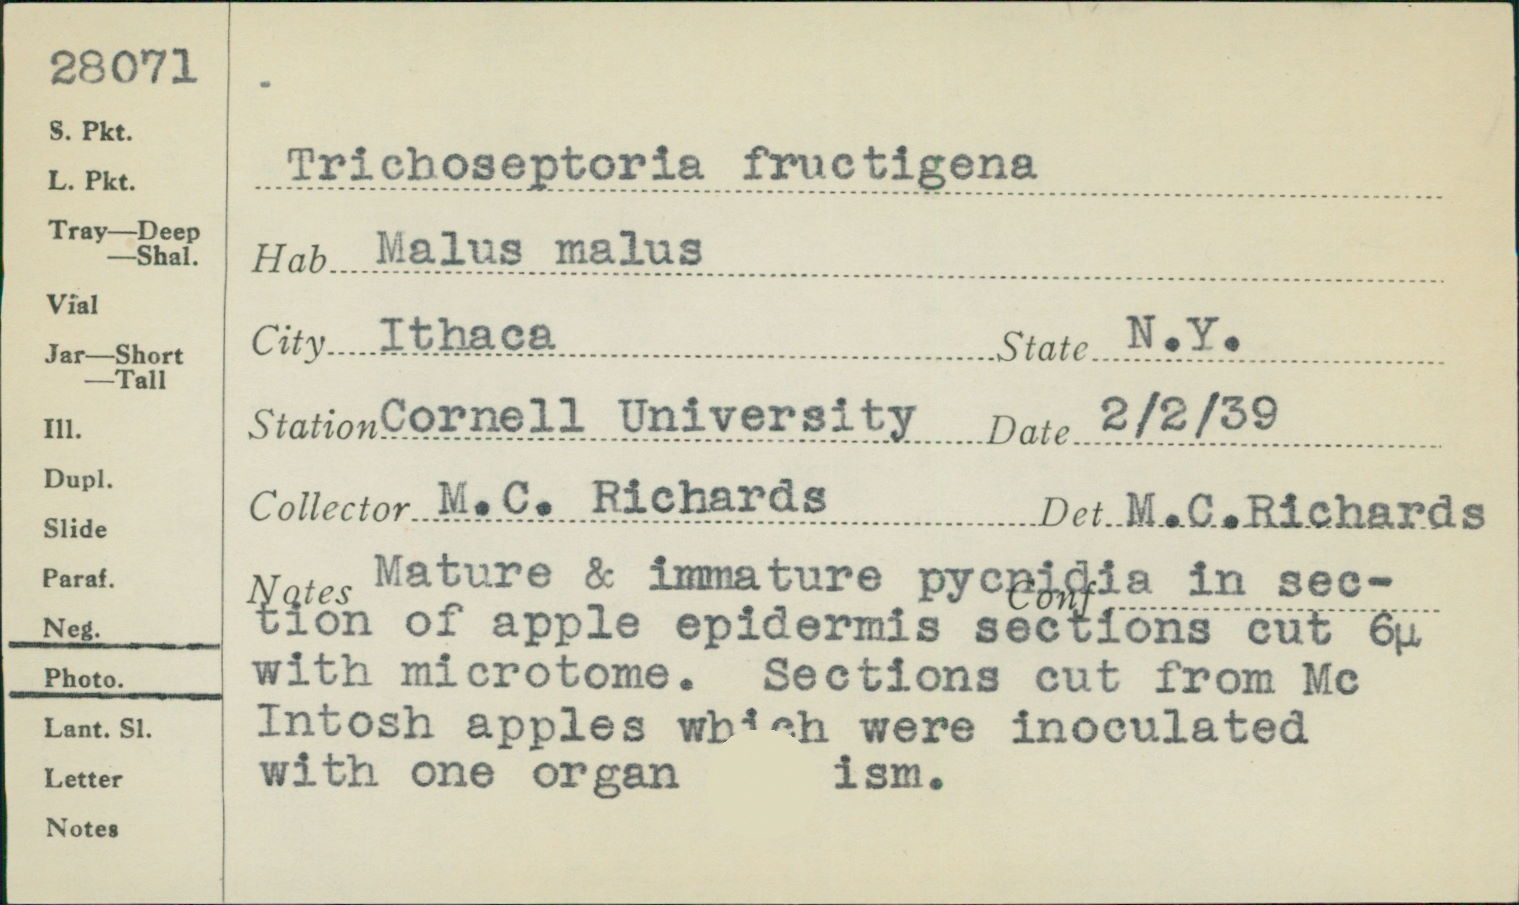 28071
S. Pkt.
L. Pkt.
Tray—Deep
—Shal.
Vial
Jar—Short
—Tall
Ill.
Dupl.
Slide
Paraf.
Neg.
Photo.
Lant. Sl.
Letter
Notes
Trichoseptoria fructigena
Hab Malus malus
City Ithaca State N.Y.
Station Cornell University Date 2/2/39
Collector M.C. Richards Det. M.C.Richards
Notes Mature & immature pycnidia in sec-
Conf
tion of apple epidermis sections cut 6µ
with microtome. Sections cut from Mc
Intosh apples which were inoculated
with one organ ism.